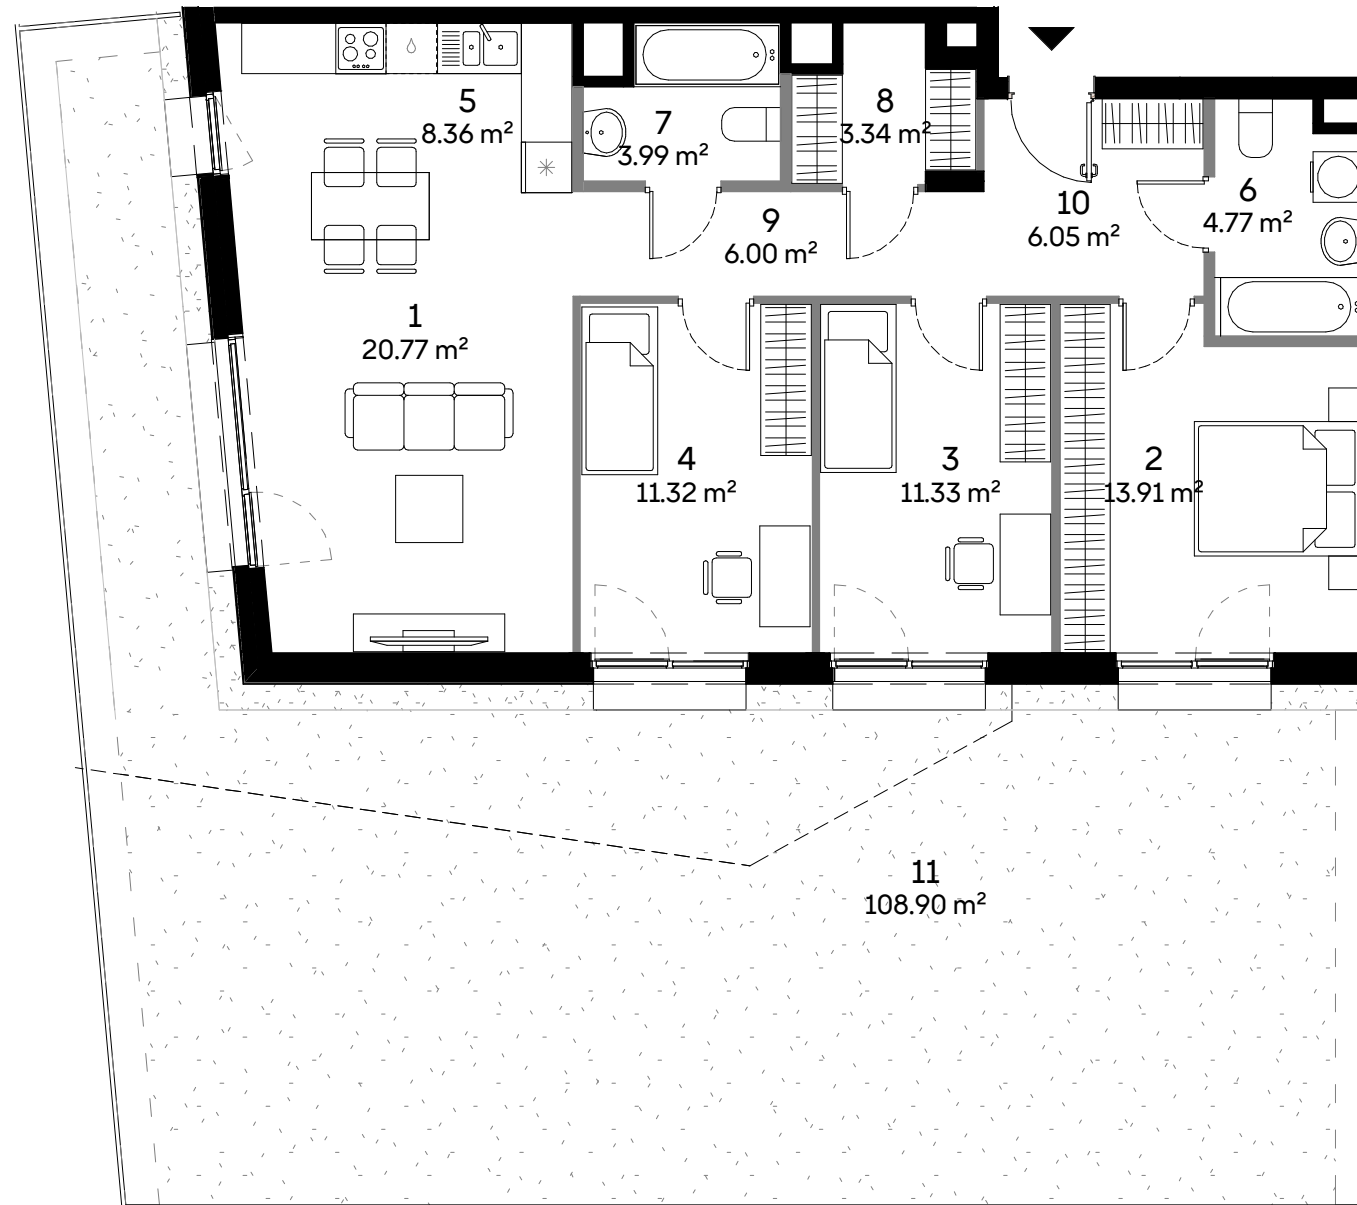 5
8.36 m²
7
3.99 m²
8
3.34 m²
9
6.00 m²
10
6.05 m²
6
4.77 m²
1
20.77 m²
4
11.32 m²
3
11.33 m²
2
13.91 m²
11
108.90 m²